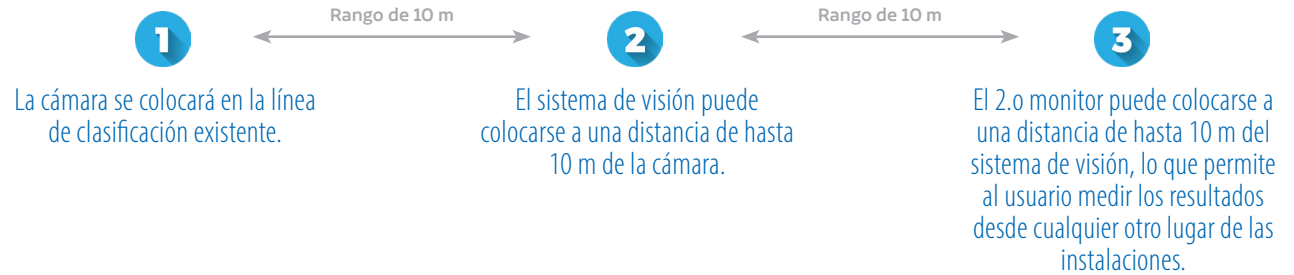 1
Rango de 10 m
2
Rango de 10 m
3
La cámara se colocará en la línea
de clasificación existente.
El sistema de visión puede
colocarse a una distancia de hasta
10 m de la cámara.
El 2.o monitor puede colocarse a
una distancia de hasta 10 m del
sistema de visión, lo que permite
al usuario medir los resultados
desde cualquier otro lugar de las
instalaciones.